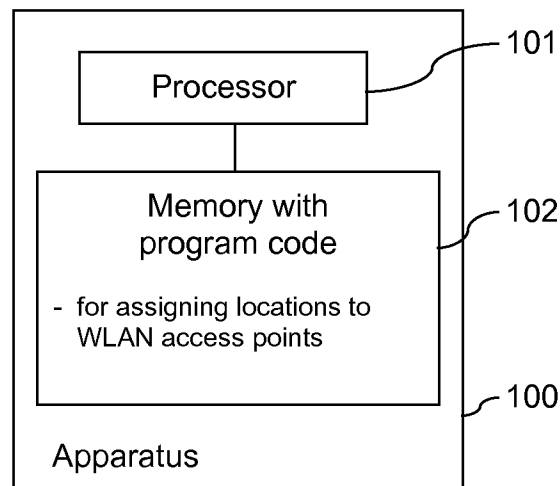 101
Processor
102
Memory with
program code
- for assigning locations to
WLAN access points
100
Apparatus